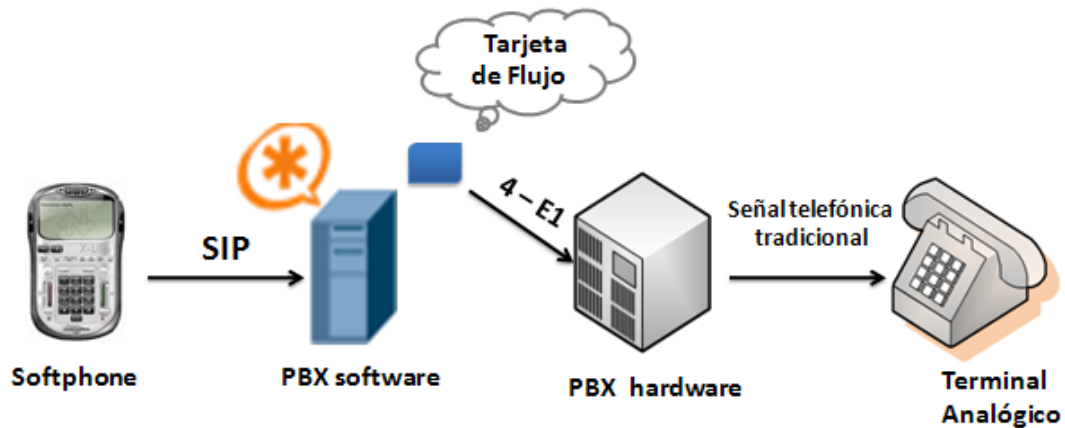 Tarjeta
de Flujo
SIP
4 – E1
Señal telefónica
tradicional
Softphone
PBX software
PBX hardware
Terminal
Analógico